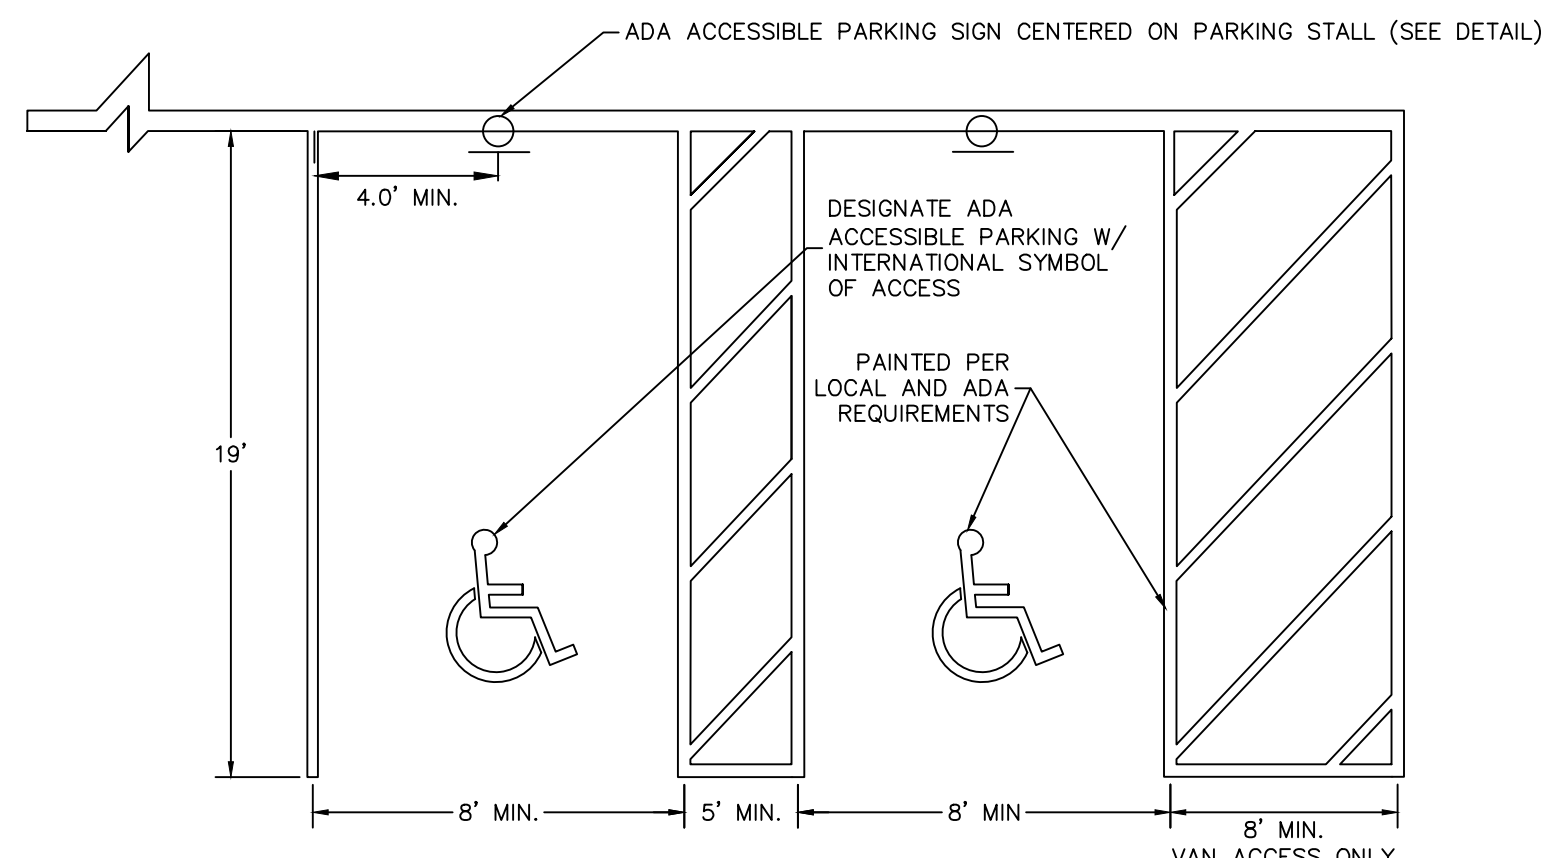 ADA ACCESSIBLE PARKING SIGN CENTERED ON PARKING STALL (SEE DETAIL)
4.0' MIN.
DESIGNATE ADA
ACCESSIBLE PARKING W/
INTERNATIONAL SYMBOL
OF ACCESS
PAINTED PER
LOCAL AND ADA
REQUIREMENTS
19'
8' MIN.
5' MIN.
8' MIN
8' MIN.
VAN ACCESS ONLY